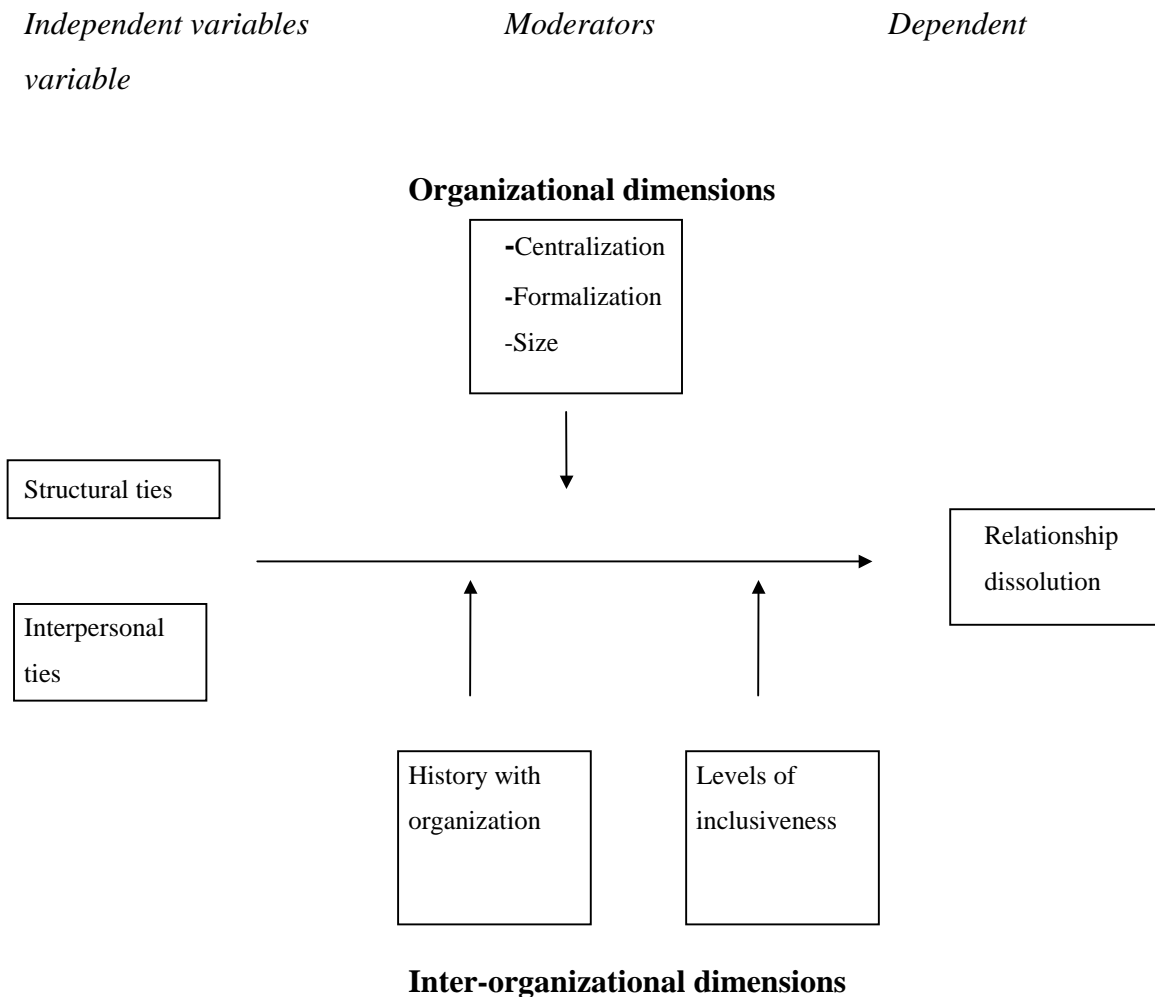 Independent variables Moderators Dependent
variable
Organizational dimensions
-Centralization
-Formalization
-Size
Structural ties
Relationship
dissolution
Interpersonal
ties
History with
organization
Levels of
inclusiveness
Inter-organizational dimensions